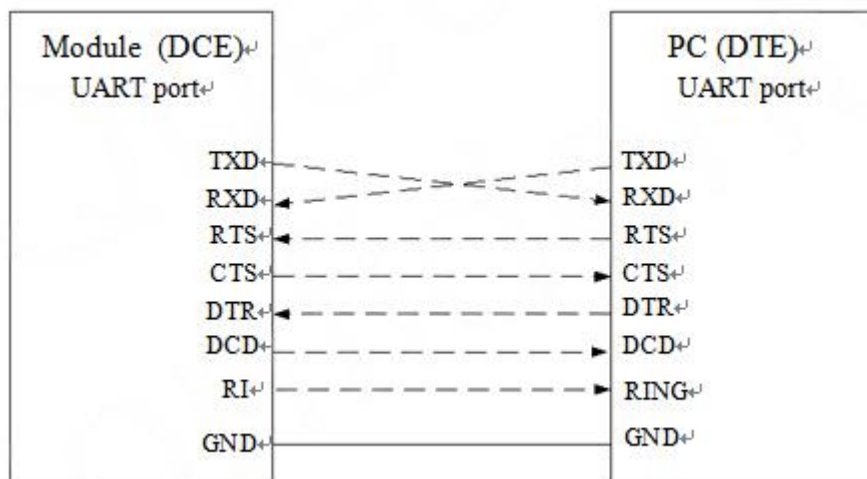 Module (DCE)↵
UART port↵
TXD↵
RXD↵
RTS↵
CTS↵
DTR↵
DCD↵
RI↵
GND↵
PC (DTE)↵
UART port↵
TXD↵
RXD↵
RTS↵
CTS↵
DTR↵
DCD↵
RING↵
GND↵